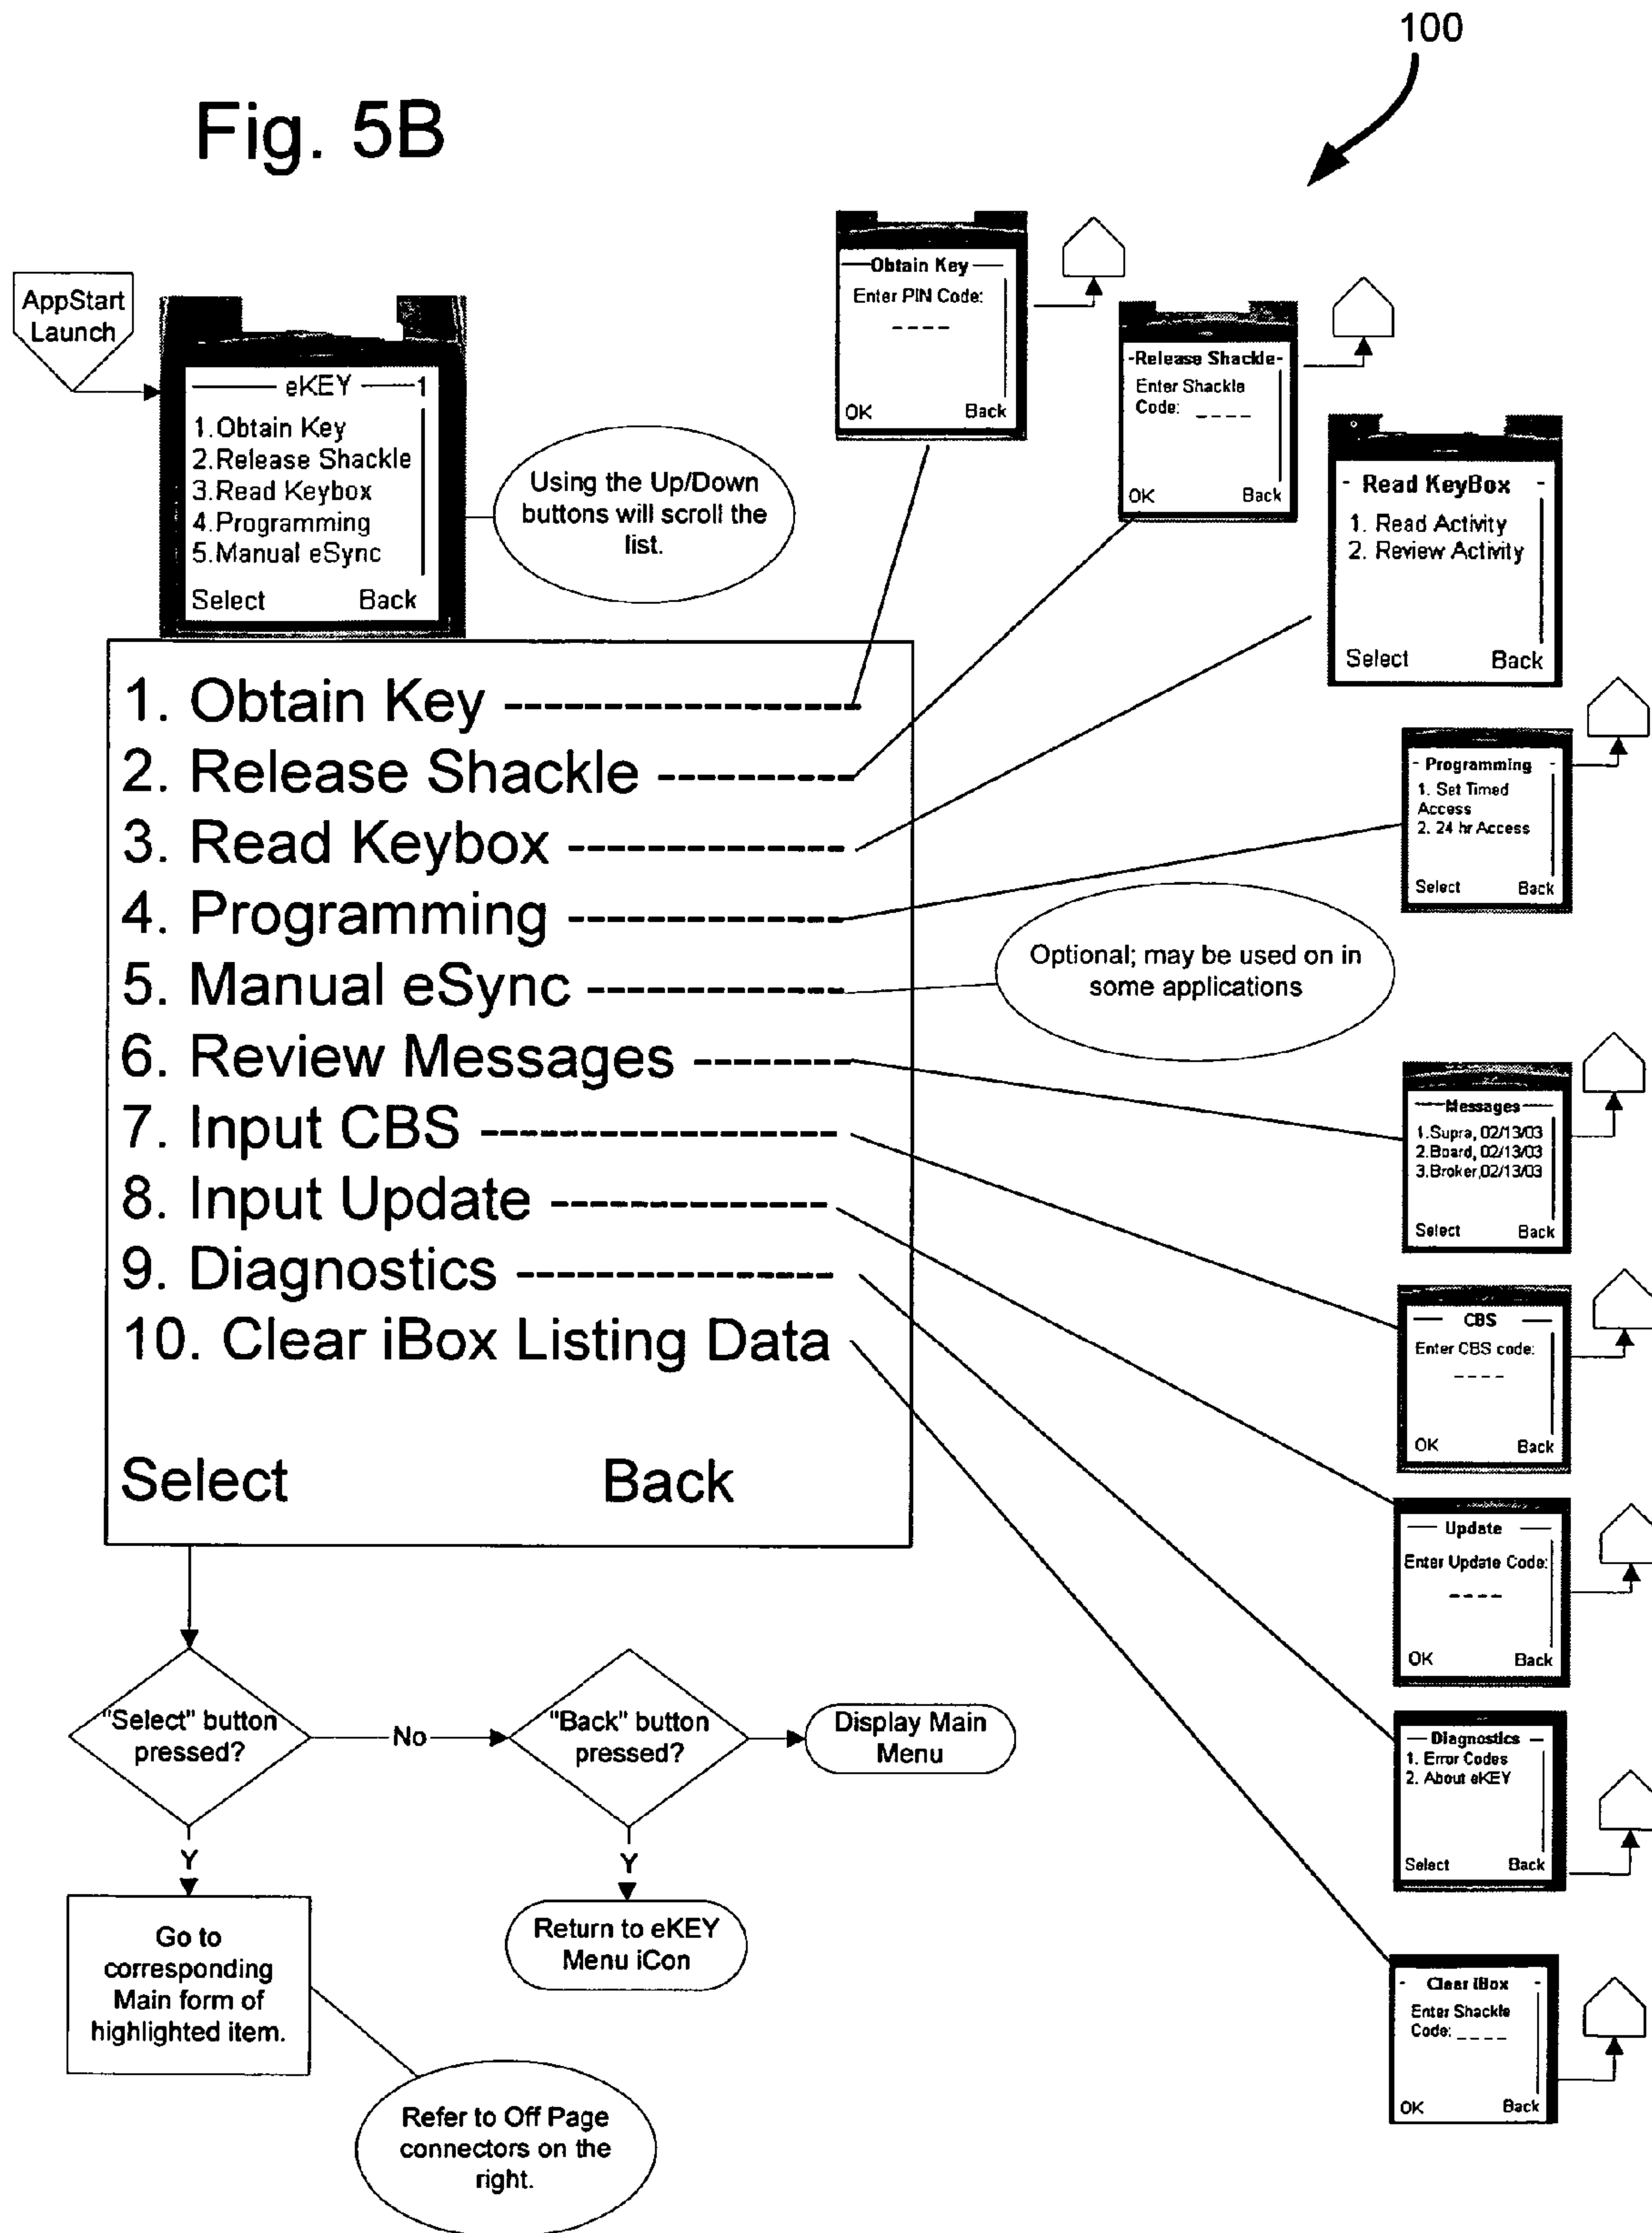 100
Fig. 5B
AppStart
Launch
eKEY 1
1.Obtain Key
2.Release Shackle
3.Read Keybox
4.Programming
5.Manual eSync
Select Back
Using the Up/Down
buttons will scroll the
list.
Obtain Key
Enter PIN Code:
_ _ _ _
OK Back
-Release Shackle-
Enter Shackle
Code: _ _ _ _
OK Back
- Read KeyBox -
1. Read Activity
2. Review Activity
Select Back
- Programming -
1. Set Timed
Access
2. 24 hr Access
Select Back
1. Obtain Key ------------------
2. Release Shackle ----------
3. Read Keybox --------------
4. Programming --------------
5. Manual eSync -------------
6. Review Messages --------
7. Input CBS ------------------
8. Input Update --------------
9. Diagnostics ----------------
10. Clear iBox Listing Data
Select Back
Optional; may be used on in
some applications
Messages
1.Supra, 02/13/03
2.Board, 02/13/03
3.Broker,02/13/03
Select Back
CBS
Enter CBS code:
_ _ _ _
OK Back
Update
Enter Update Code:
----
OK Back
Diagnostics
1. Error Codes
2. About eKEY
Select Back
- Clear iBox -
Enter Shackle
Code: _ _ _ _
OK Back
"Select" button
pressed?
No
"Back" button
pressed?
Display Main
Menu
Y
Y
Go to
corresponding
Main form of
highlighted item.
Return to eKEY
Menu iCon
Refer to Off Page
connectors on the
right.